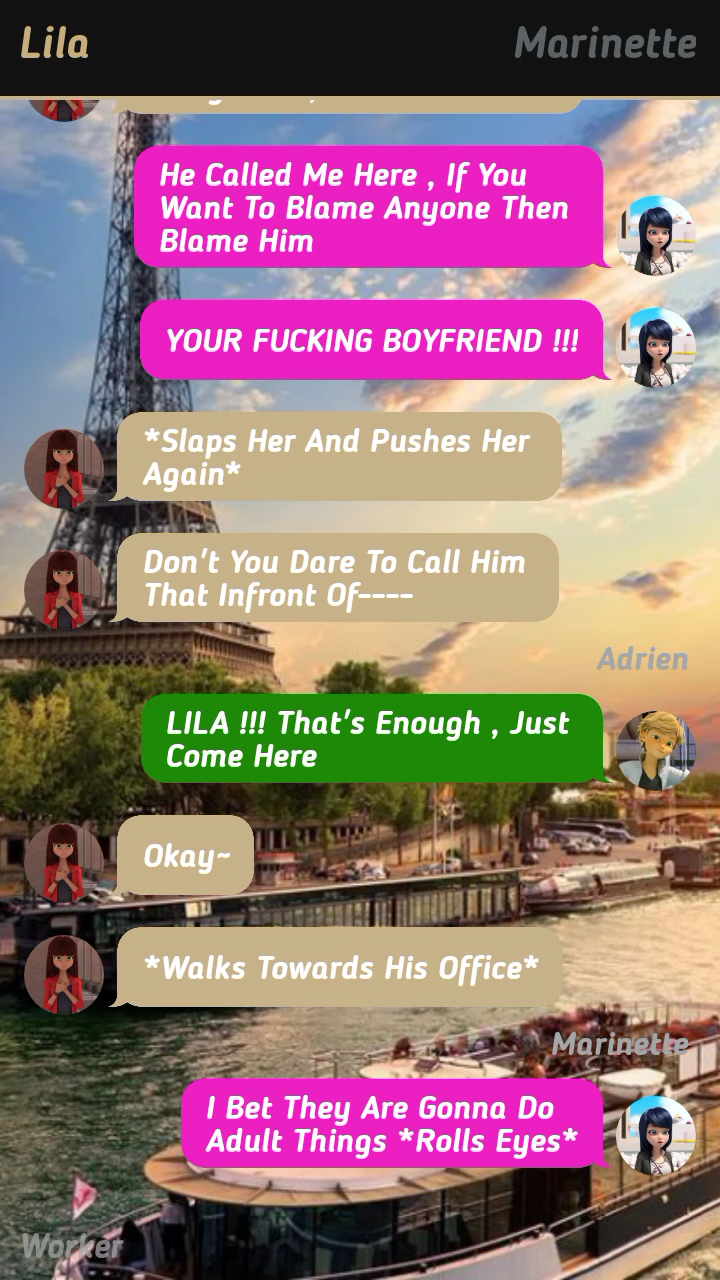 Lila
Marinette
He Called Me Here , If You
Want To Blame Anyone Then
Blame Him
YOUR FUCKING BOYFRIEND !!!
*Slaps Her And Pushes Her
Again*
Don't You Dare To Call Him
That Infront Of----
Adrien
LILA !!! That's Enough , Just
Come Here
Okay~
*Walks Towards His Office*
Marinette
I Bet They Are Gonna Do
Adult Things *Rolls Eyes*
Worker